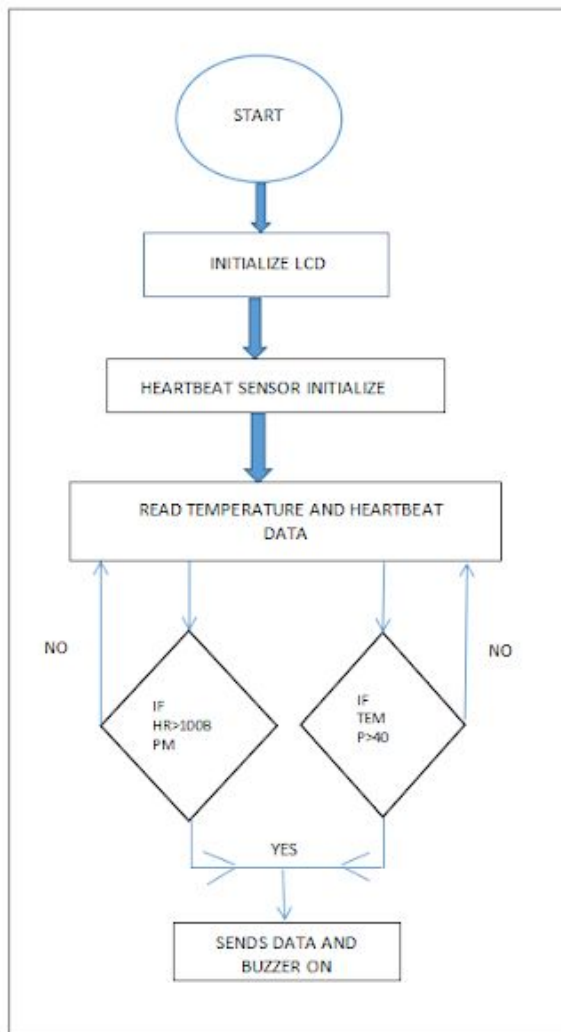 START
INITIALIZE LCD
HEARTBEAT SENSOR INITIALIZE
READ TEMPERATURE AND HEARTBEAT
DATA
NO
NO
IF
HR>100B
PM
IF
TEM
P>40
YES
SENDS DATA AND
BUZZER ON